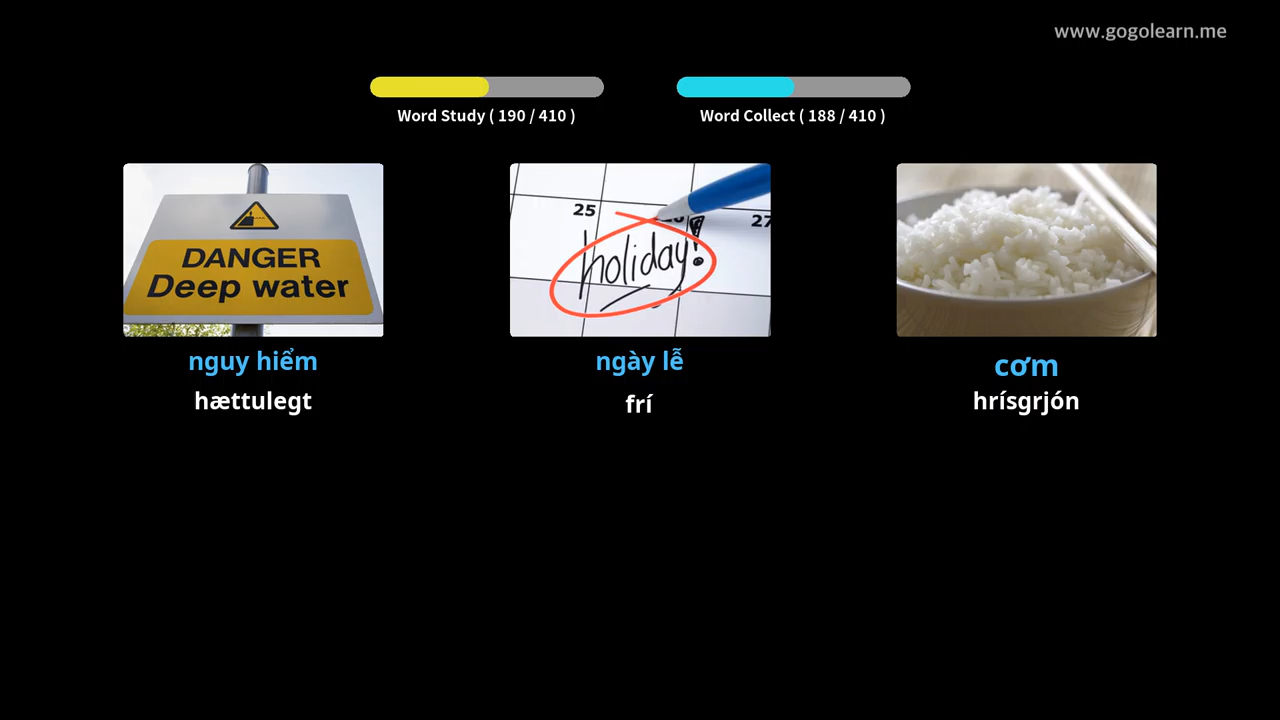 www.gogolearn.me
Word Study ( 190 / 410 )
Word Collect ( 188 / 410 )
DANGER
Deep water
25
27
holiday!
nguy hiểm
ngày lễ
cơm
hættulegt
frí
hrísgrjón